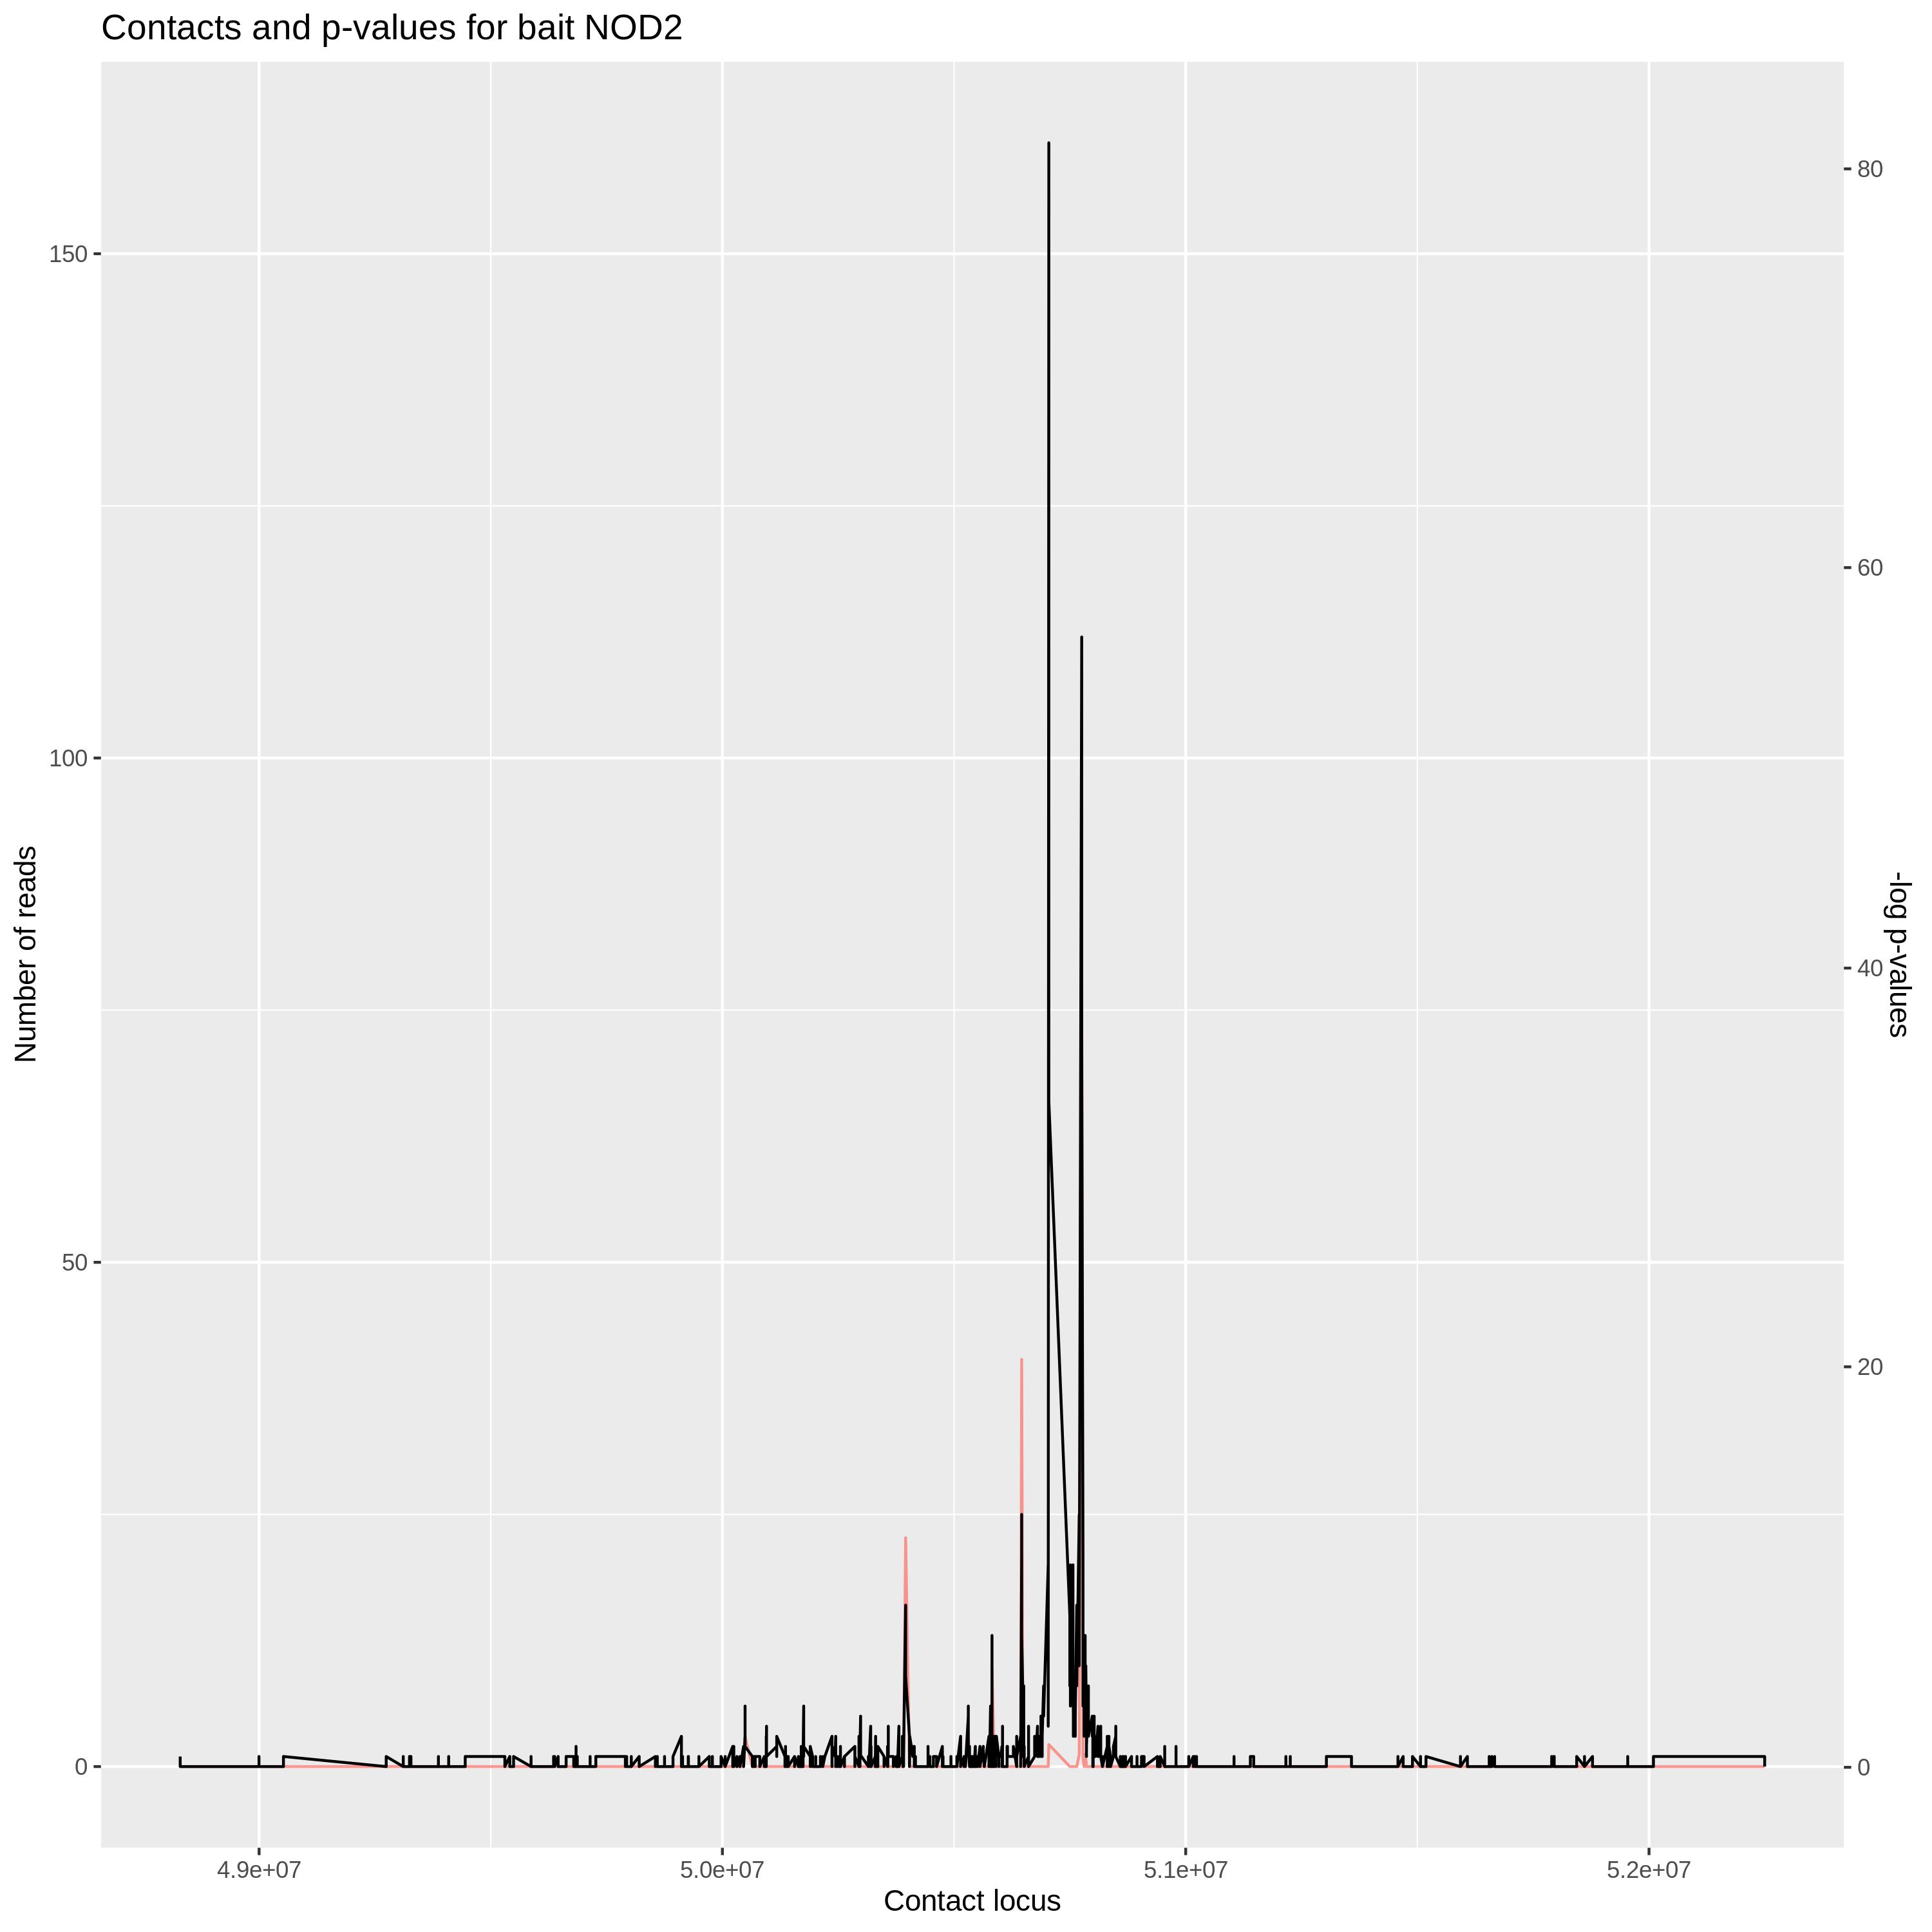 Contacts and p-values for bait NOD2
150
100
50
0
Number of reads
80
60
40
20
0
-log p-values
4.9e+07
5.0e+07
5.1e+07
5.2e+07
Contact locus